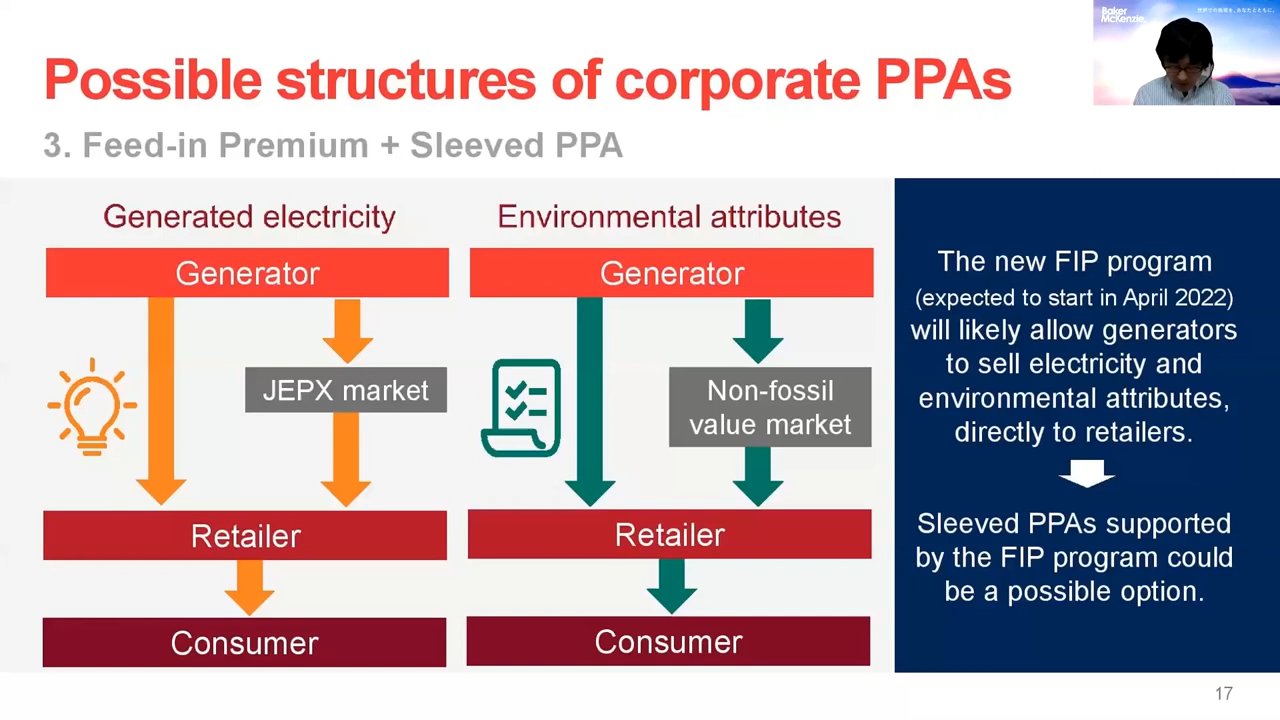 Baker
McKenzie.
Possible structures of corporate PPAs
3. Feed-in Premium + Sleeved PPA
Generated electricity
Generator
JEPX market
Retailer
Consumer
Environmental attributes
Generator
Non-fossil
value market
Retailer
Consumer
The new FIP program
(expected to start in April 2022)
will likely allow generators
to sell electricity and
environmental attributes,
directly to retailers.
Sleeved PPAs supported
by the FIP program could
be a possible option.
17